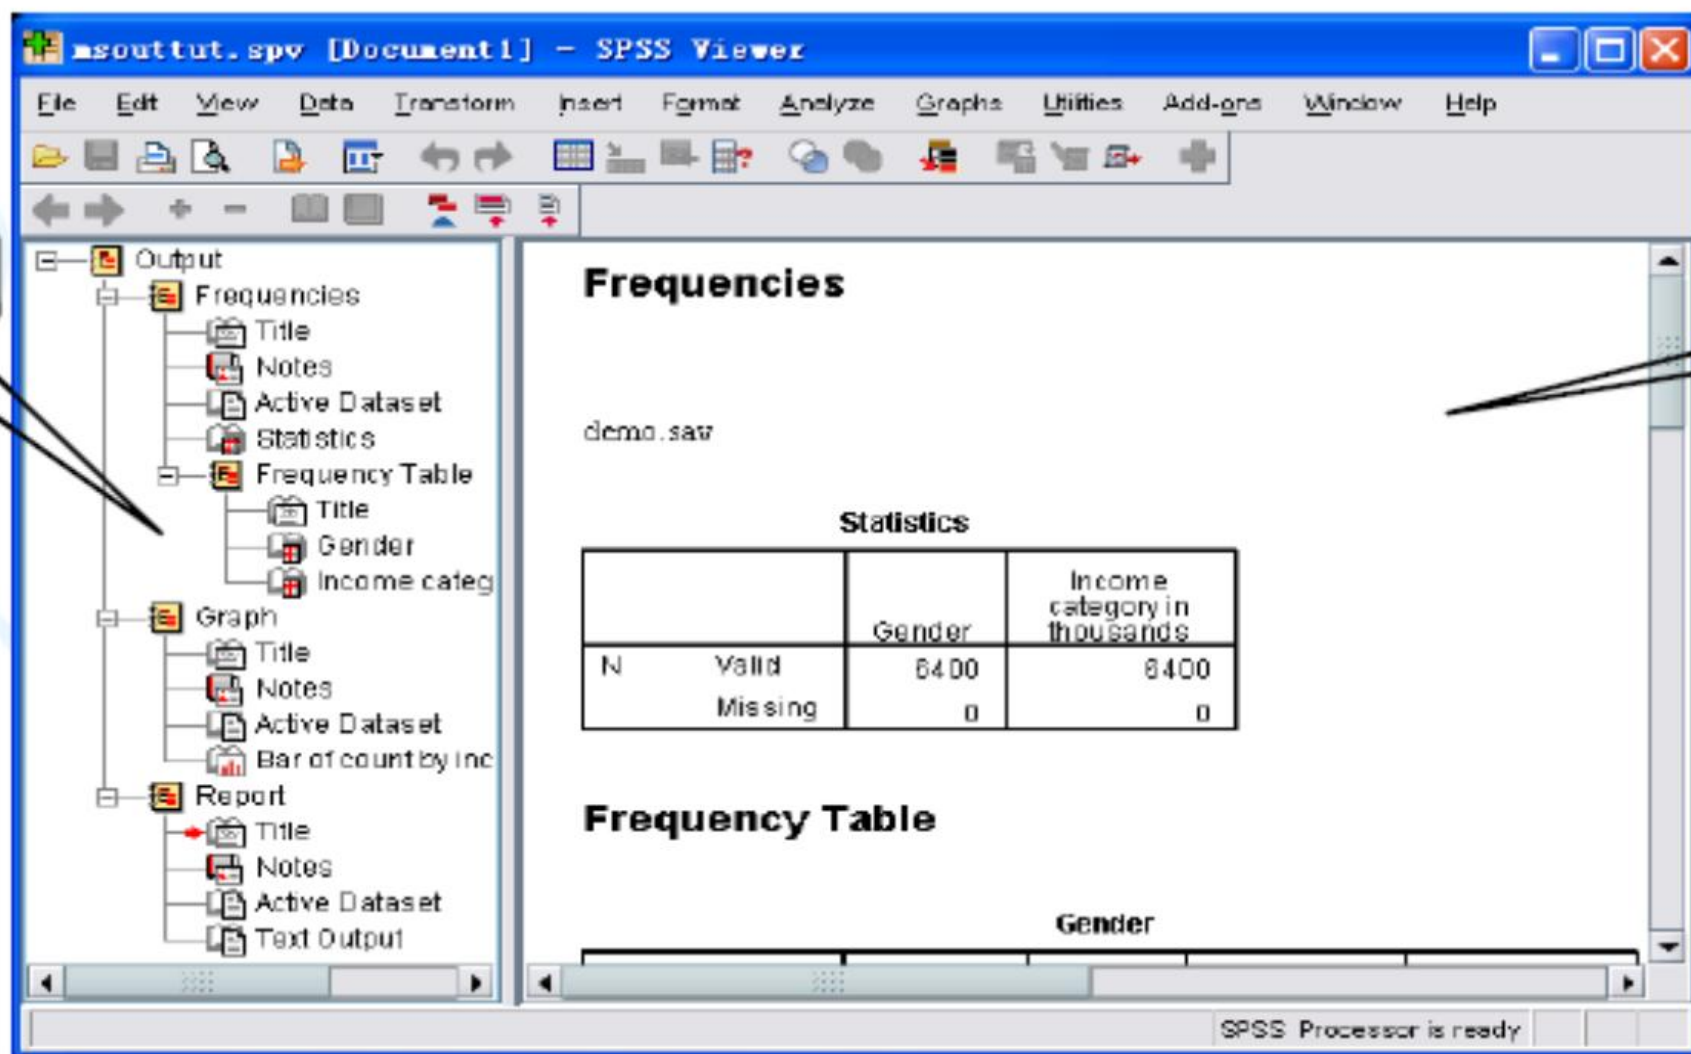 msouttut.spv [Document1] - SPSS Viewer
File Edit View Data Transform Insert Format Analyze Graphs Utilities Add-ons Window Help
Output
Frequencies
Title
Notes
Active Dataset
Statistics
Frequency Table
Title
Gender
Income categ
Graph
Title
Notes
Active Dataset
Bar of count by inc
Report
Title
Notes
Active Dataset
Text Output
Frequencies
demo.sav
Statistics
Gender
Income
category in
thousands
N Valid 6400 6400
Missing 0 0
Frequency Table
Gender
SPSS Processor is ready